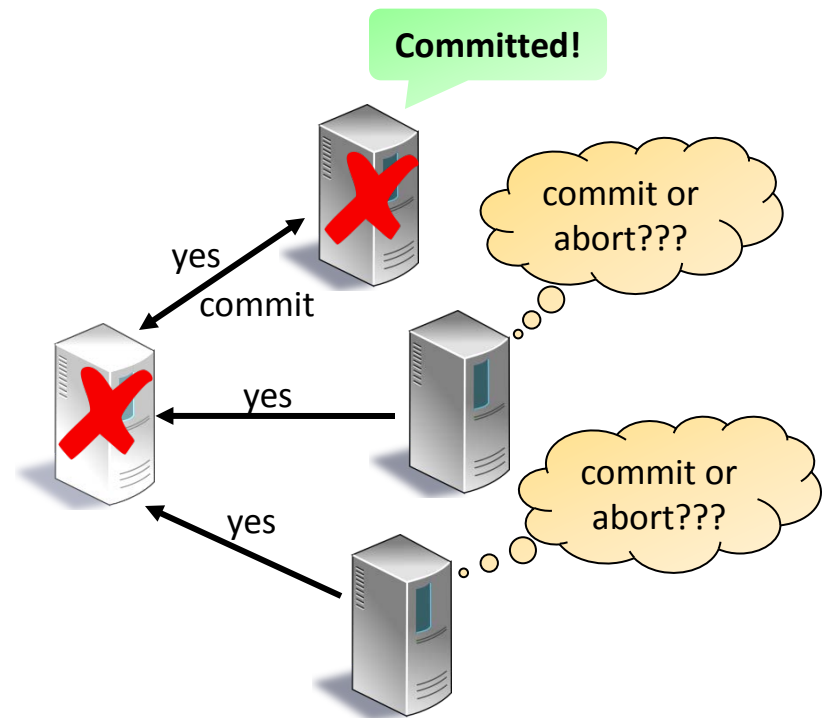 Committed!
commit or
abort???
yes
commit
yes
commit or
abort???
yes